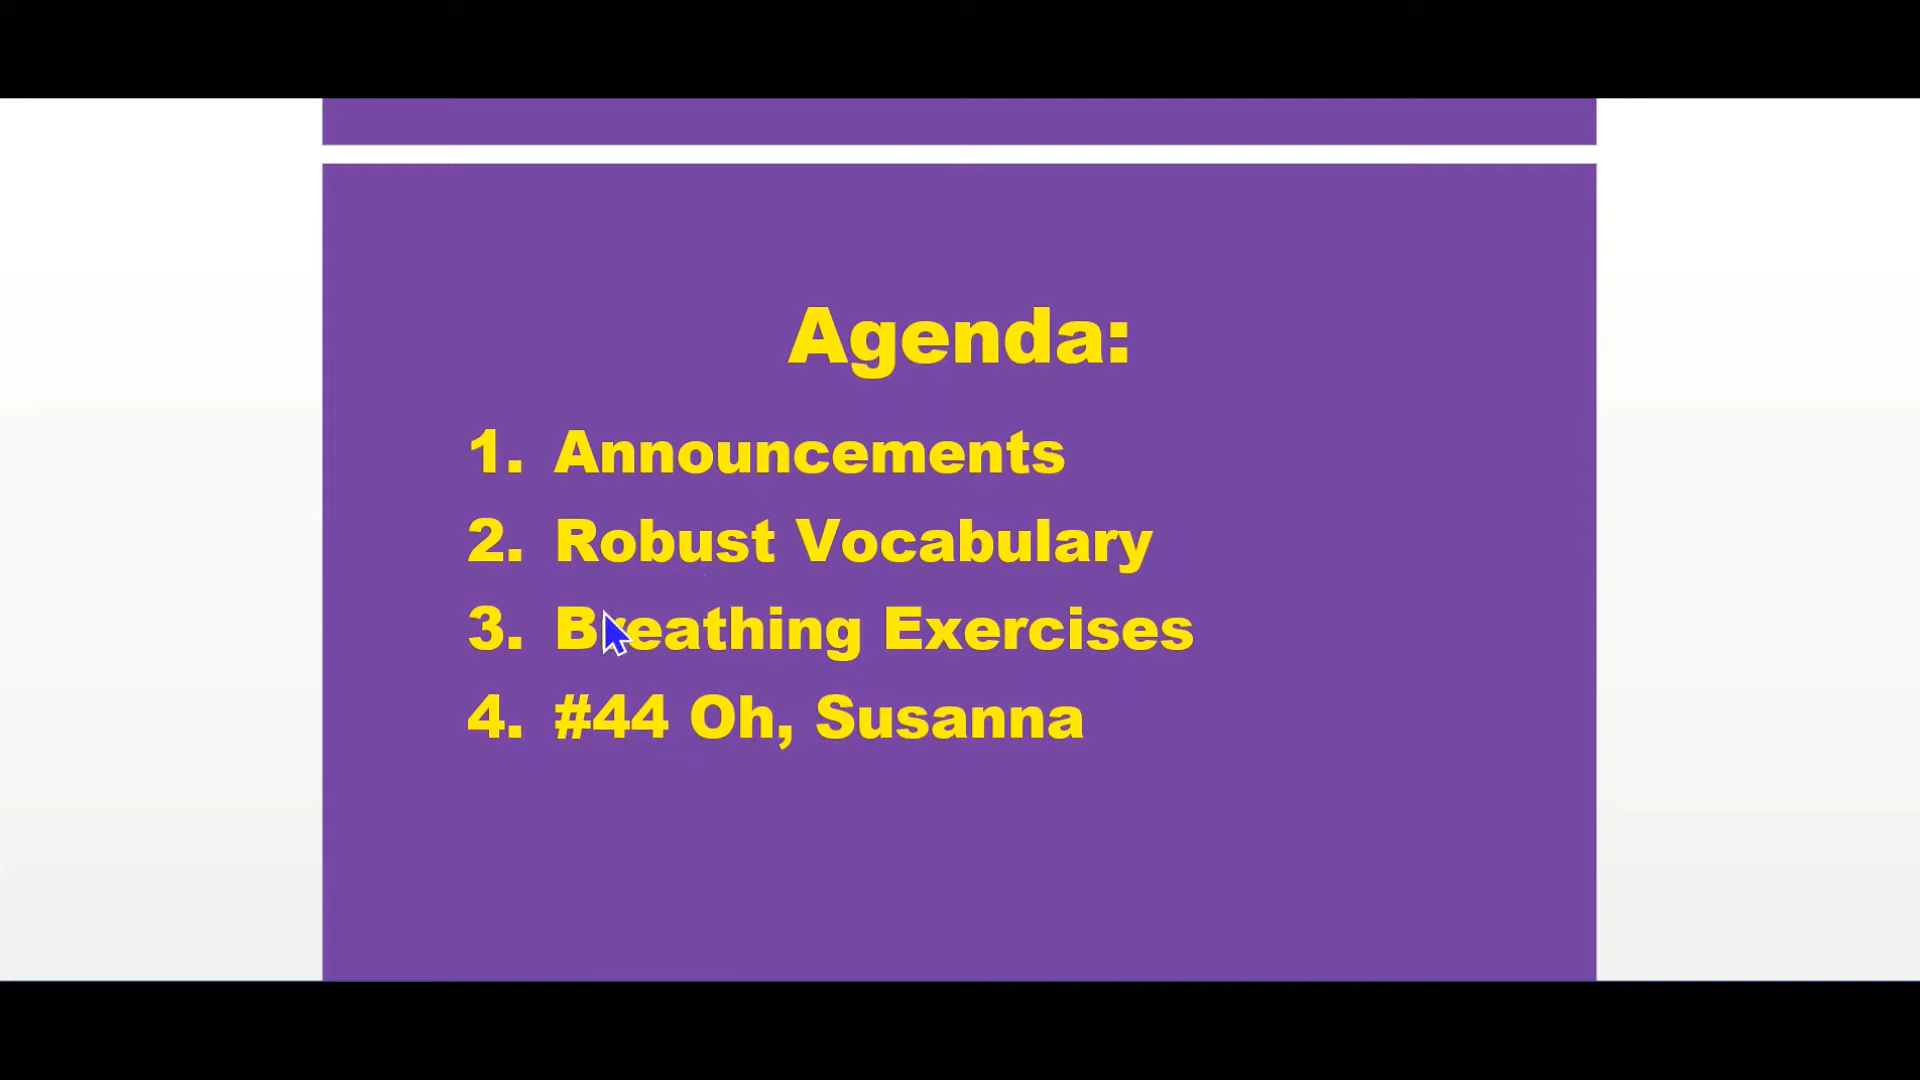 Agenda:
1. Announcements
2. Robust Vocabulary
3. Breathing Exercises
4. #44 Oh, Susanna